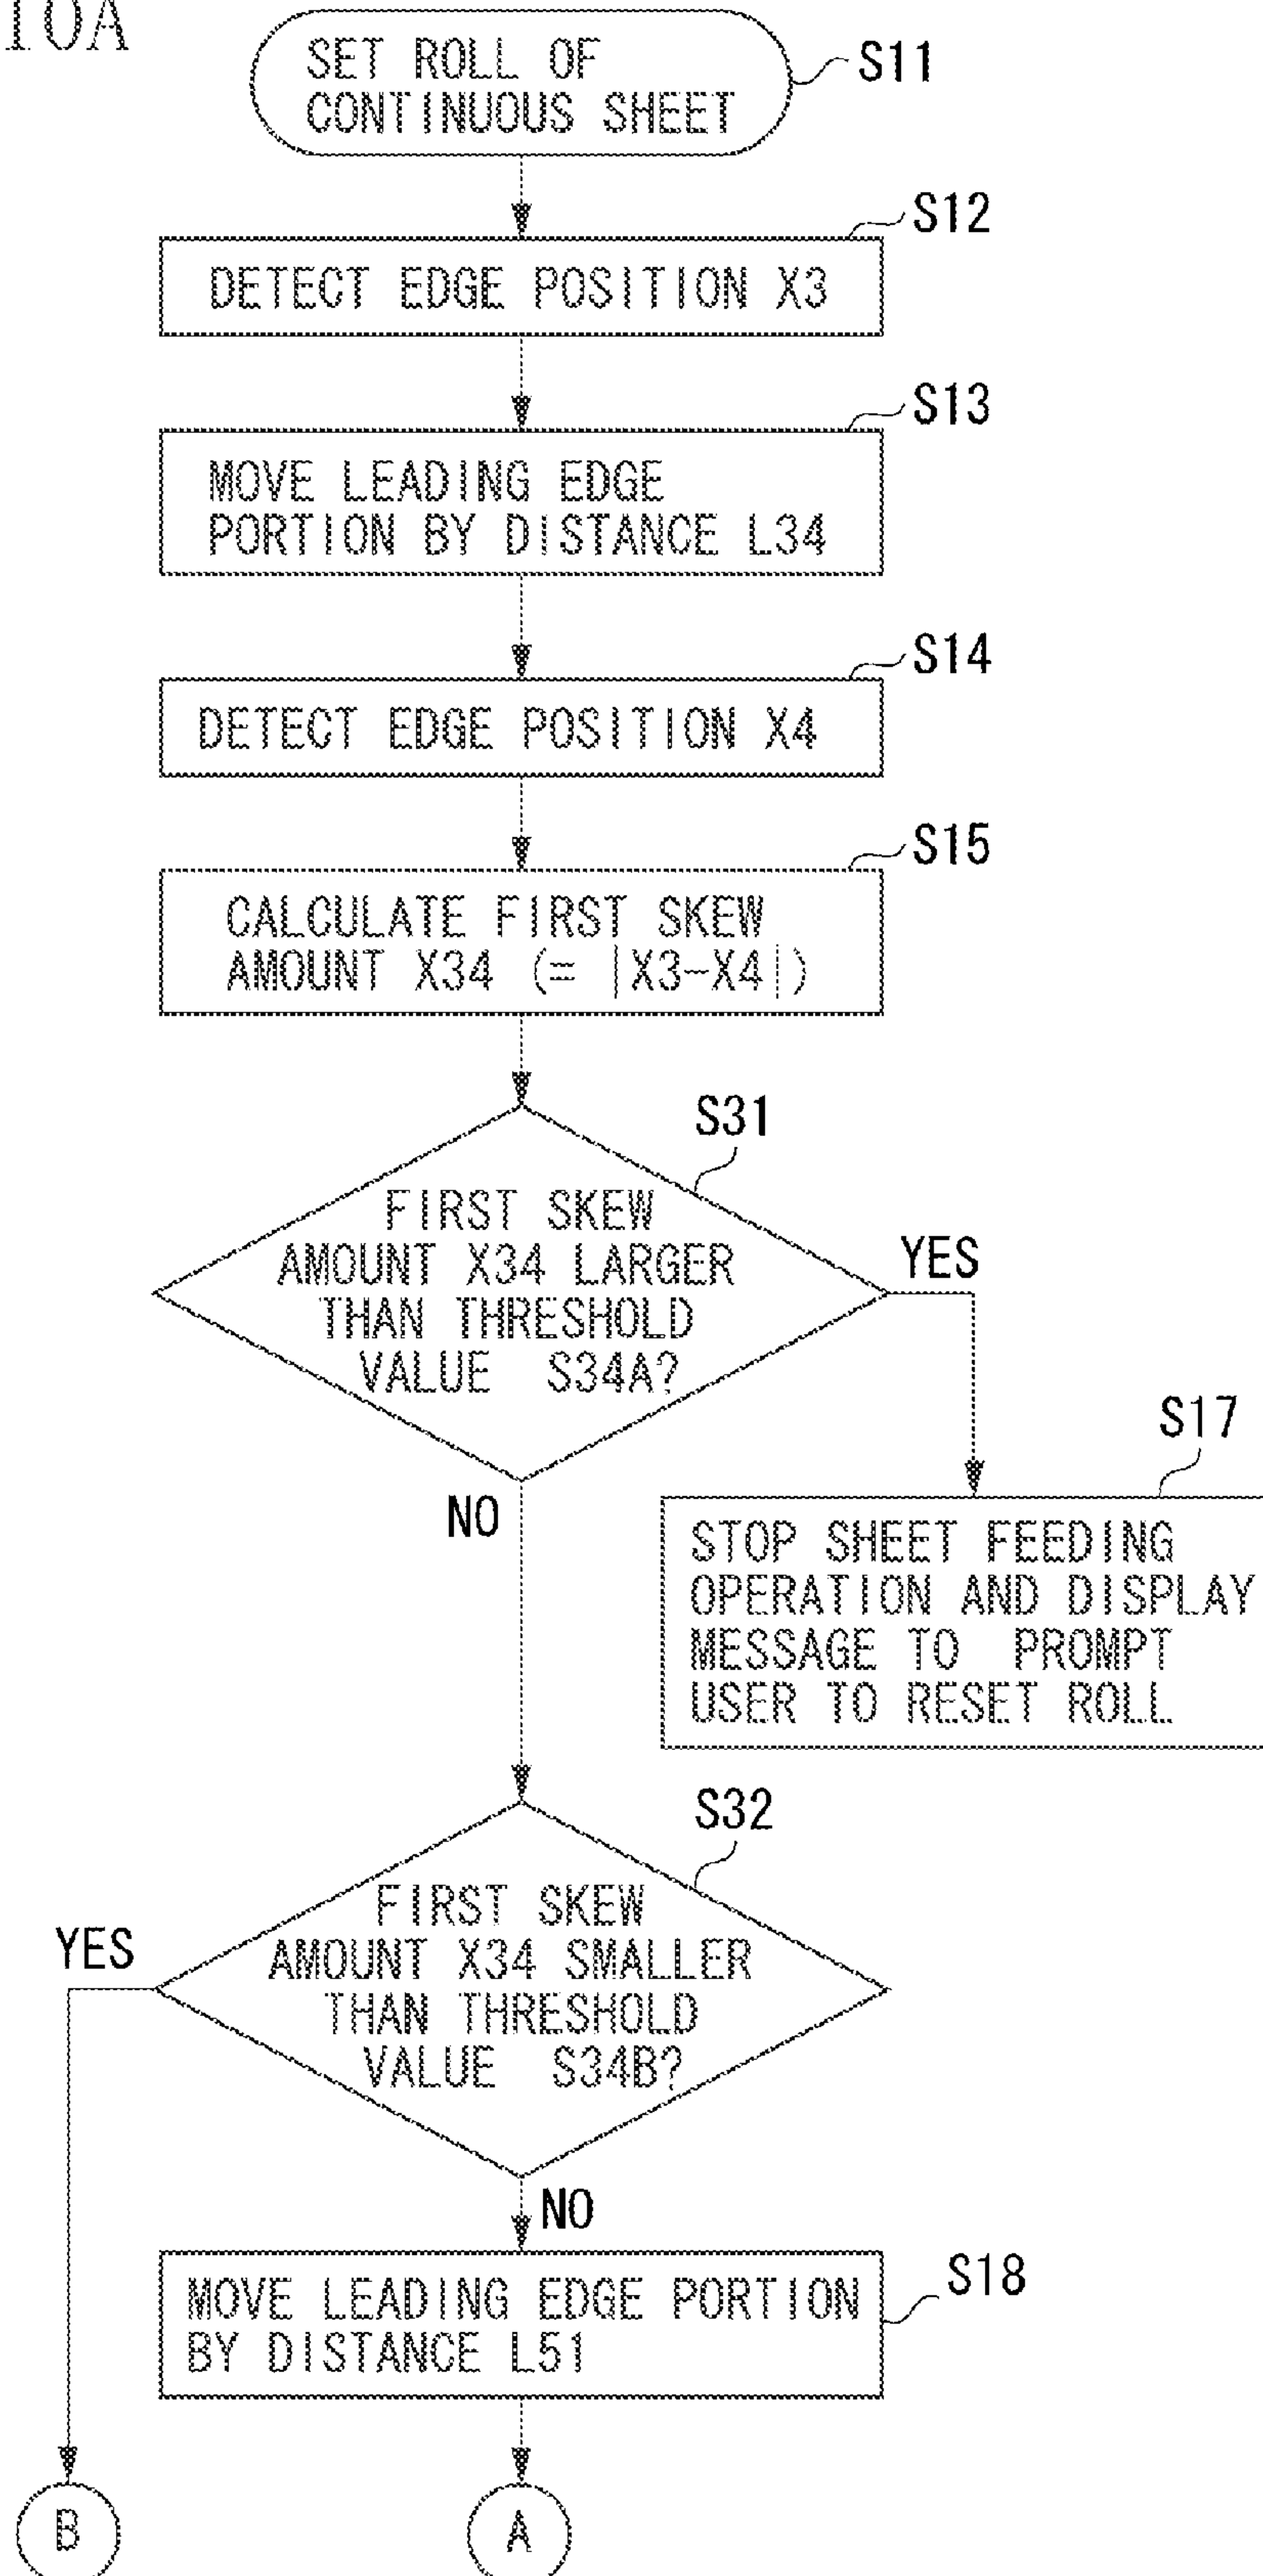 10A
SET ROLL OF
CONTINUOUS SHEET
S11
S12
DETECT EDGE POSITION X3
S13
MOVE LEADING EDGE
PORTION BY DISTANCE L34
S14
DETECT EDGE POSITION X4
S15
CALCULATE FIRST SKEW
AMOUNT X34 (= |X3-X4|)
S31
FIRST SKEW
AMOUNT X34 LARGER
THAN THRESHOLD
VALUE S34A?
YES
NO
S17
STOP SHEET FEEDING
OPERATION AND DISPLAY
MESSAGE TO PROMPT
USER TO RESET ROLL
S32
FIRST SKEW
AMOUNT X34 SMALLER
THAN THRESHOLD
VALUE S34B?
YES
NO
S18
MOVE LEADING EDGE PORTION
BY DISTANCE L51
B
A